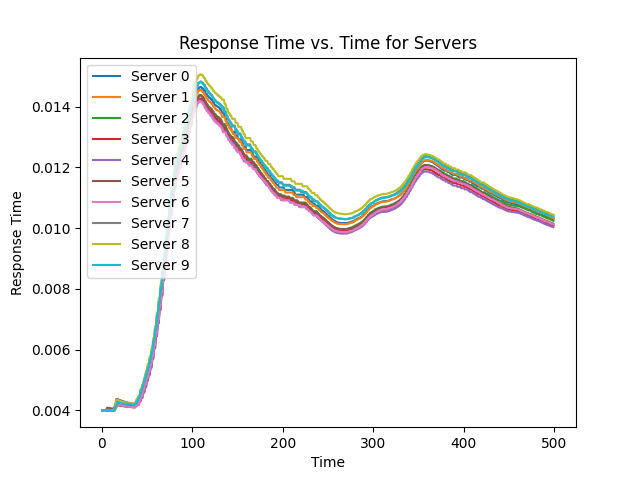 Response Time vs. Time for Servers
Response Time
0.014
0.012
0.010
0.008
0.006
0.004
Server 0
Server 1
Server 2
Server 3
Server 4
Server 5
Server 6
Server 7
Server 8
Server 9
0
100
200
300
400
500
Time